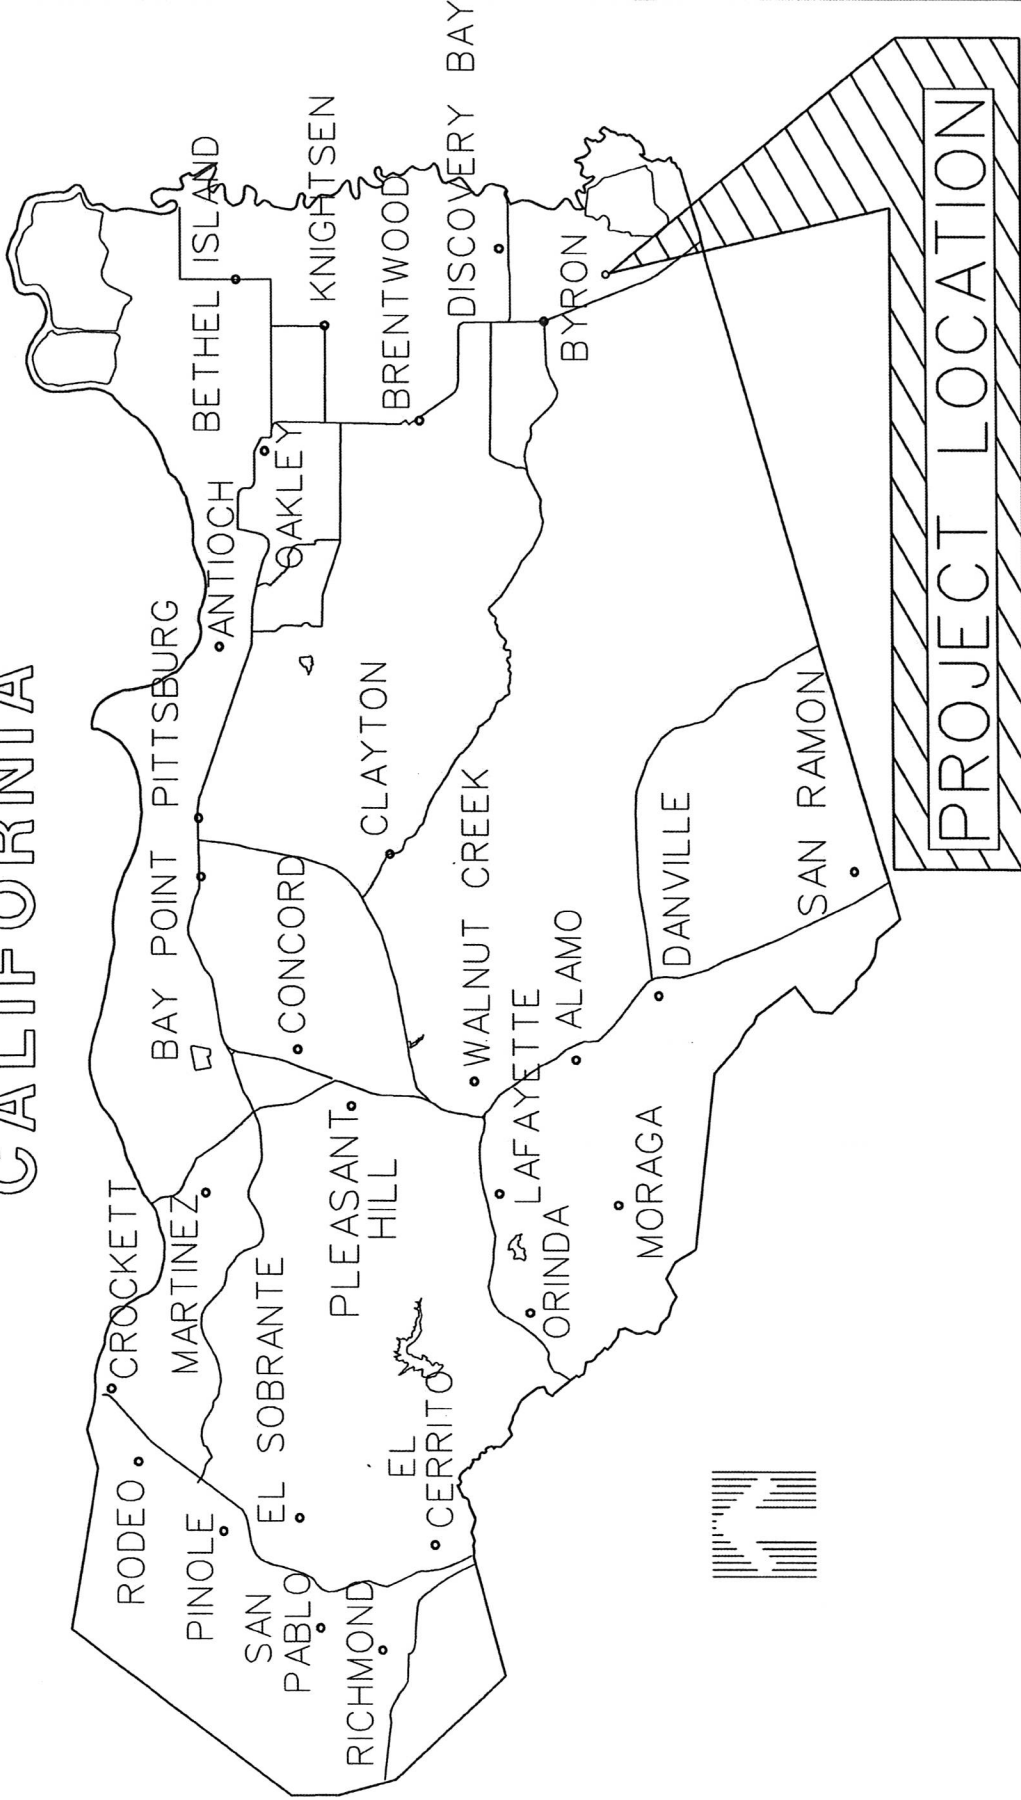 CALIFORNIA
CROCKETT
RODEO
PINOLE
MARTINEZ
EL SOBRANTE
SAN
PABLO
RICHMOND
EL
CERRITO
PLEASANT
HILL
BAY POINT
PITTSBURG
ANTIOCH
OAKLEY
BETHEL ISLAND
KNIGHTSEN
BRENTWOOD
DISCOVERY BAY
BYRON
CONCORD
CLAYTON
WALNUT CREEK
LAFAYETTE
ORINDA
MORAGA
ALAMO
DANVILLE
SAN RAMON
PROJECT LOCATION